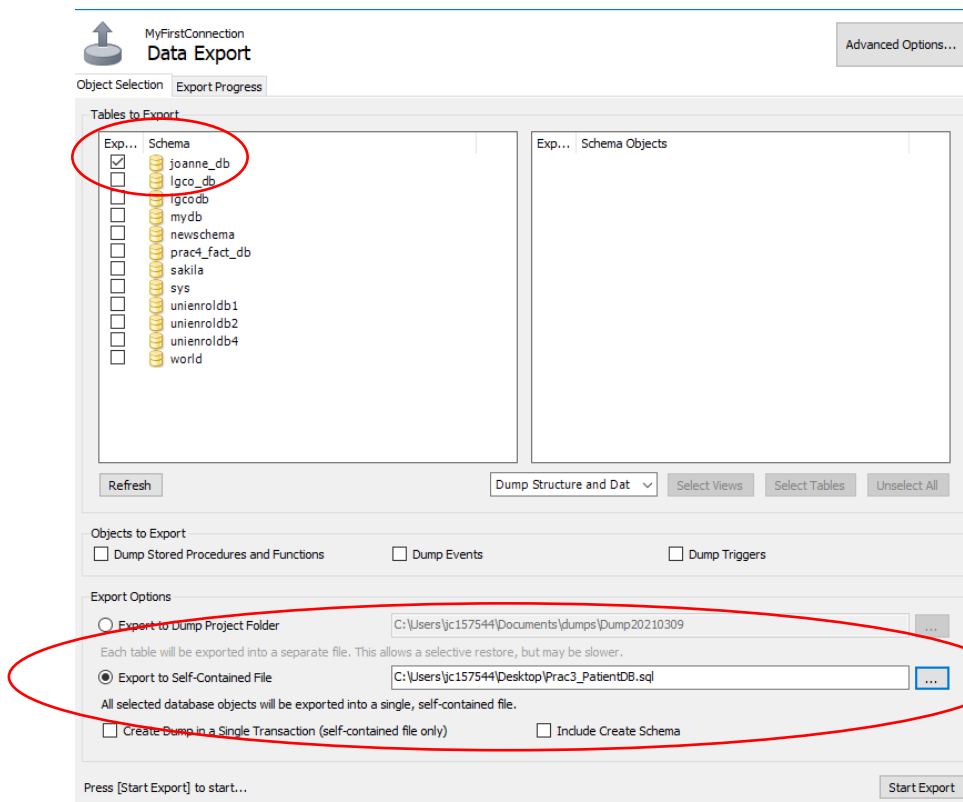 MyFirstConnection
Data Export
Advanced Options...
Object Selection
Export Progress
Tables to Export
Exp... Schema
joanne_db
lgco_db
lgcodb
mydb
newschema
prac4_fact_db
sakila
sys
unienroldb1
unienroldb2
unienroldb4
world
Exp... Schema Objects
Refresh
Dump Structure and Dat
Select Views
Select Tables
Unselect All
Objects to Export
Dump Stored Procedures and Functions
Dump Events
Dump Triggers
Export Options
Export to Dump Project Folder
C:\Users\jc157544\Documents\dumps\Dump20210309
...
Each table will be exported into a separate file. This allows a selective restore, but may be slower.
Export to Self-Contained File
C:\Users\jc157544\Desktop\Prac3_PatientDB.sql
...
All selected database objects will be exported into a single, self-contained file.
Create Dump in a Single Transaction (self-contained file only)
Include Create Schema
Press [Start Export] to start...
Start Export